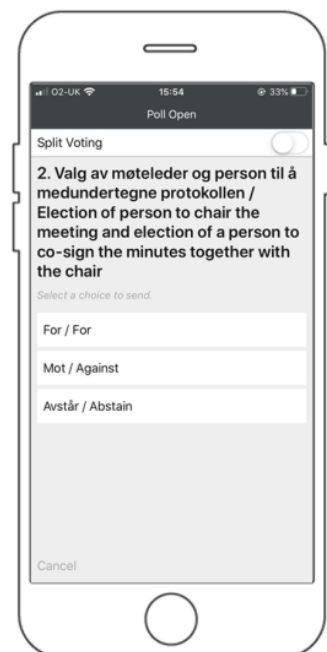 O2-UK 15:54 33%
Poll Open
Split Voting
2. Valg av møteleder og person til å
medundertegne protokollen /
Election of person to chair the
meeting and election of a person to
co-sign the minutes together with
the chair
Select a choice to send.
For / For
Mot / Against
Avstår / Abstain
Cancel